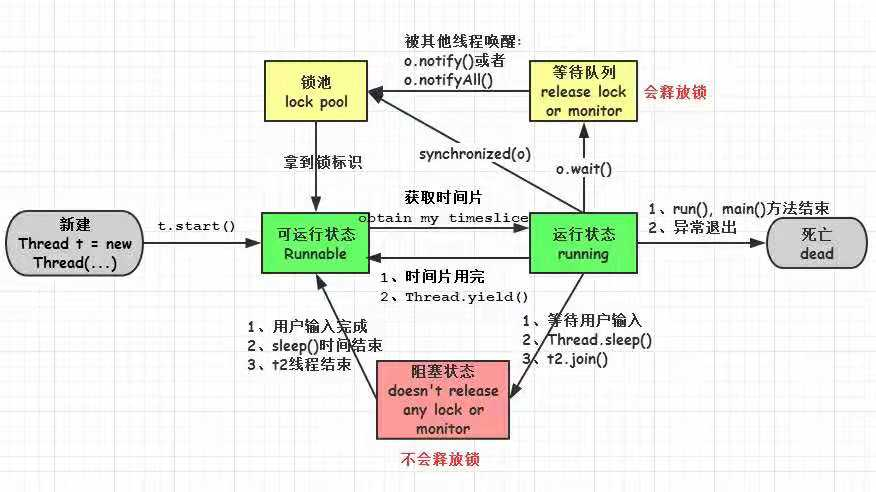 被其他线程唤醒:
o.notify()或者
o.notifyAll()
锁池
lock pool
等待队列
release lock
or monitor
会释放锁
synchronized(o)
o.wait()
拿到锁标识
获取时间片
obtain my timeslice
新建
Thread t = new
Thread(...)
t.start()
可运行状态
Runnable
运行状态
running
1、run(), main()方法结束
2、异常退出
死亡
dead
1、时间片用完
2、Thread.yield()
1、用户输入完成
2、sleep()时间结束
3、t2线程结束
1、等待用户输入
2、Thread.sleep()
3、t2.join()
阻塞状态
doesn't release
any lock or
monitor
不会释放锁